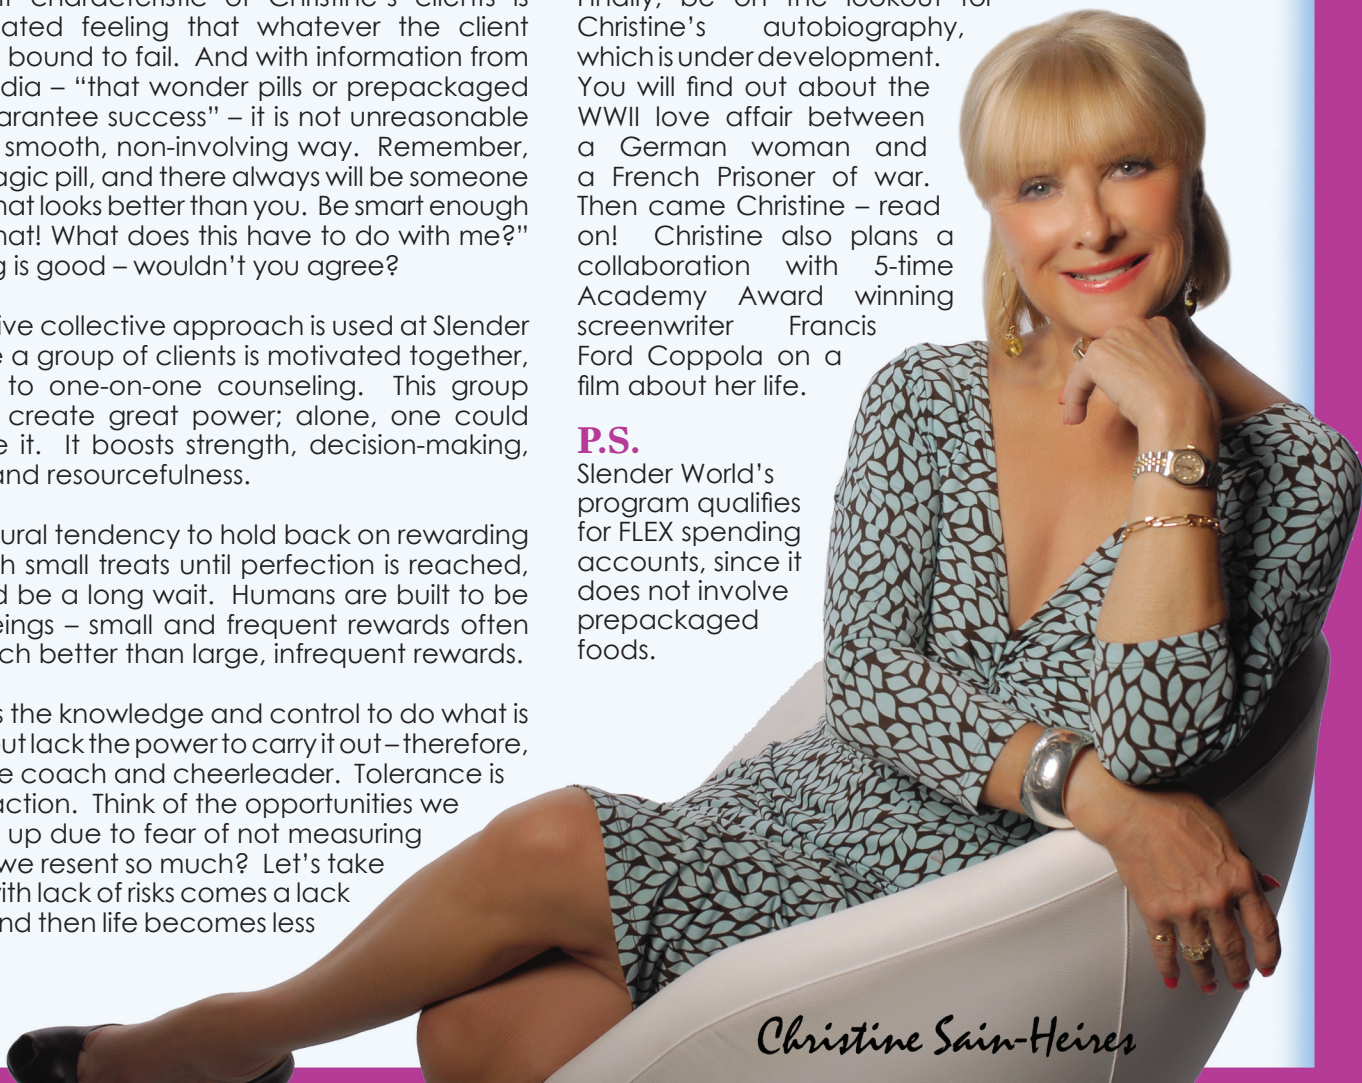 characteristic of Christine's clients is
ated feeling that whatever the client
bound to fail. And with information from
dia – “that wonder pills or prepackaged
arantee success” – it is not unreasonable
smooth, non-involving way. Remember,
agic pill, and there always will be someone
hat looks better than you. Be smart enough
hat! What does this have to do with me?”
g is good – wouldn’t you agree?
ive collective approach is used at Slender
e a group of clients is motivated together,
to one-on-one counseling. This group
create great power; alone, one could
e it. It boosts strength, decision-making,
and resourcefulness.
ural tendency to hold back on rewarding
h small treats until perfection is reached,
d be a long wait. Humans are built to be
eings – small and frequent rewards often
ch better than large, infrequent rewards.
s the knowledge and control to do what is
ut lack the power to carry it out – therefore,
e coach and cheerleader. Tolerance is
action. Think of the opportunities we
up due to fear of not measuring
we resent so much? Let’s take
ith lack of risks comes a lack
nd then life becomes less
Finally, be on the lookout for
Christine’s autobiography,
which is under development.
You will find out about the
WWII love affair between
a German woman and
a French Prisoner of war.
Then came Christine – read
on! Christine also plans a
collaboration with 5-time
Academy Award winning
screenwriter Francis
Ford Coppola on a
film about her life.
P.S.
Slender World’s
program qualifies
for FLEX spending
accounts, since it
does not involve
prepackaged
foods.
Christine Sain-Heires